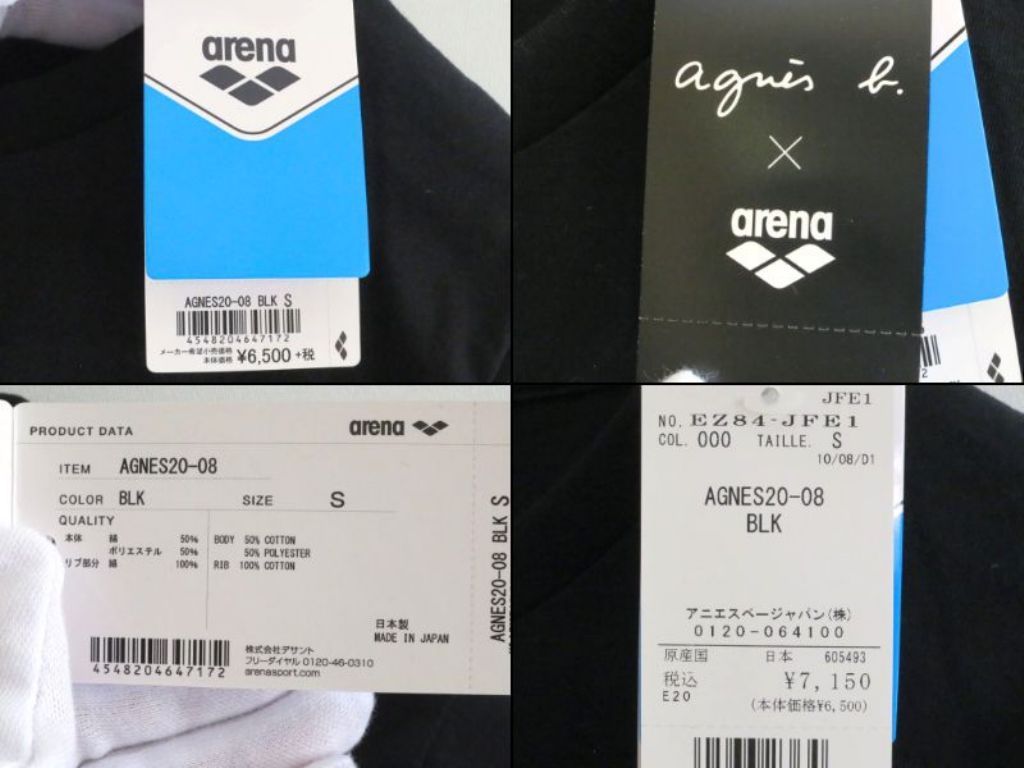 arena
AGNES20-08 BLK S
4548204647172
メーカー希望小売価格
本体価格 ¥6,500 +税
agnès b.
×
arena
2
PRODUCT DATA
arena
ITEM AGNES20-08
COLOR BLK SIZE S
QUALITY
本体 綿 50% BODY 50% COTTON
ポリエステル 50% 50% POLYESTER
リブ部分 綿 100% RIB 100% COTTON
日本製
MADE IN JAPAN
4548204647172
株式会社デサント
フリーダイヤル 0120-46-0310
arenasport.com
AGNES20-08 BLK S
JFE1
NO. EZ84-JFE1
COL. 000 TAILLE. S
10/08/D1
AGNES20-08
BLK
アニエスベージャパン(株)
0120-064100
原産国 日本 605493
税込 ¥7,150
E20 (本体価格¥6,500)